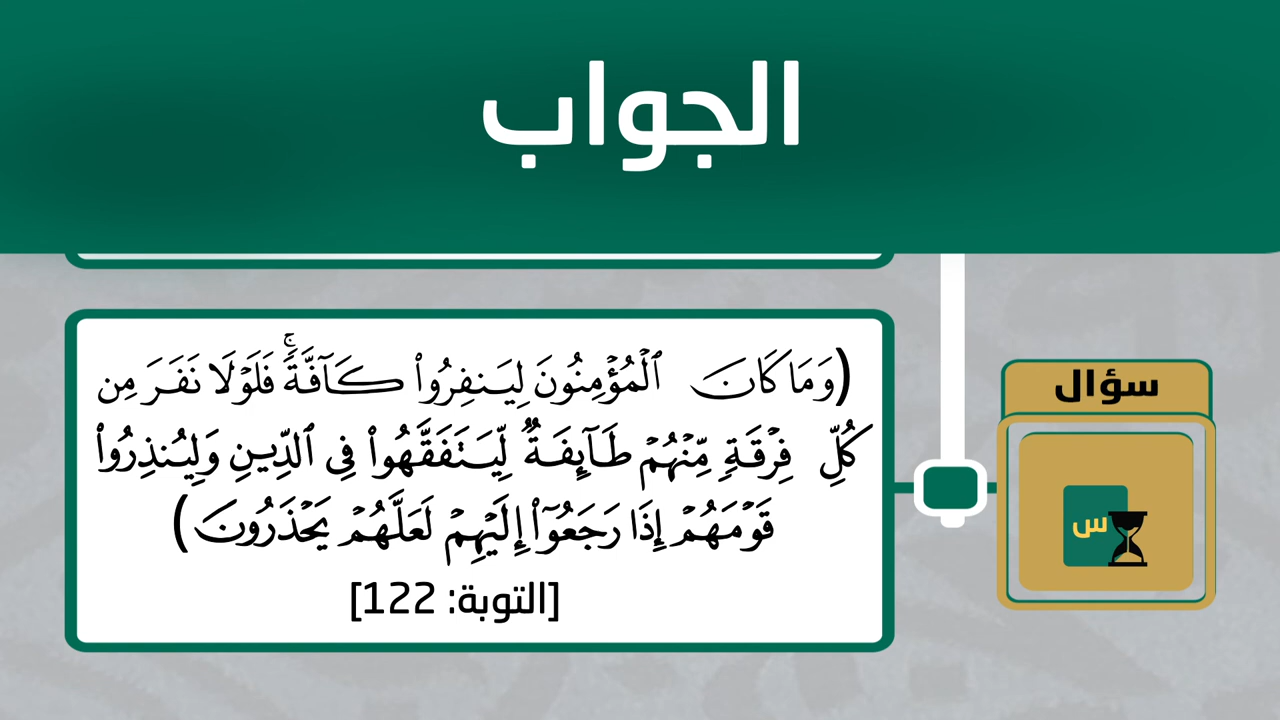 الجواب
(وَمَا كَانَ ٱلْمُؤْمِنُونَ لِيَنفِرُوا۟ كَآفَّةًۚ فَلَوْلَا نَفَرَ مِن
كُلِّ فِرْقَةٍ مِّنْهُمْ طَآئِفَةٌ لِّيَتَفَقَّهُوا۟ فِى ٱلدِّينِ وَلِيُنذِرُوا۟
قَوْمَهُمْ إِذَا رَجَعُوٓا۟ إِلَيْهِمْ لَعَلَّهُمْ يَحْذَرُونَ)
[التوبة: 122]
سؤال
س